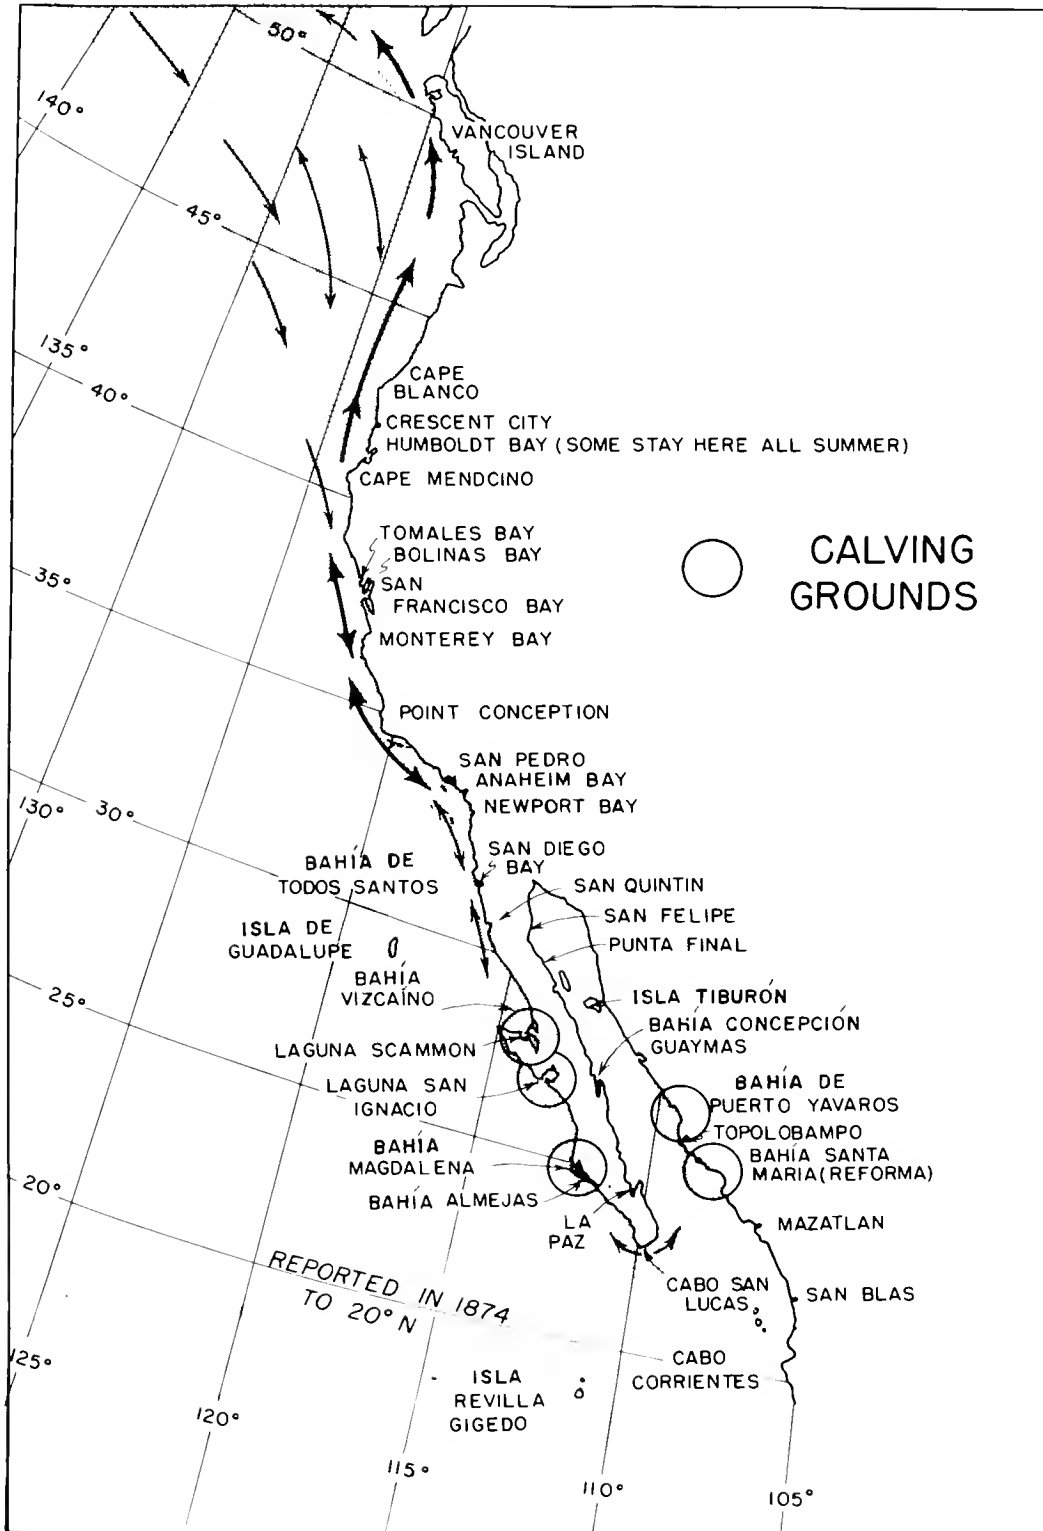 50°
140°
VANCOUVER
ISLAND
45°
135°
40°
CAPE
BLANCO
CRESCENT CITY
HUMBOLDT BAY (SOME STAY HERE ALL SUMMER)
CAPE MENDCINO
TOMALES BAY
BOLINAS BAY
SAN
FRANCISCO BAY
MONTEREY BAY
CALVING
GROUNDS
35°
POINT CONCEPTION
SAN PEDRO
ANAHEIM BAY
NEWPORT BAY
130°
30°
SAN DIEGO
BAY
BAHÍA DE
TODOS SANTOS
SAN QUINTIN
SAN FELIPE
PUNTA FINAL
ISLA DE
GUADALUPE
BAHÍA
VIZCAÍNO
ISLA TIBURÓN
25°
BAHÍA CONCEPCIÓN
GUAYMAS
LAGUNA SCAMMON
LAGUNA SAN
IGNACIO
BAHÍA DE
PUERTO YAVAROS
TOPOLOBAMPO
BAHÍA SANTA
MARIA (REFORMA)
BAHÍA
MAGDALENA
BAHÍA ALMEJAS
20°
LA
PAZ
MAZATLAN
REPORTED IN 1874
TO 20° N
CABO SAN
LUCAS
SAN BLAS
125°
CABO
CORRIENTES
ISLA
REVILLA
GIGEDO
120°
115°
110°
105°